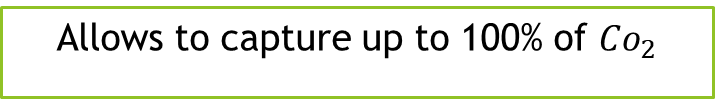 Allows to capture up to 100% of Co₂